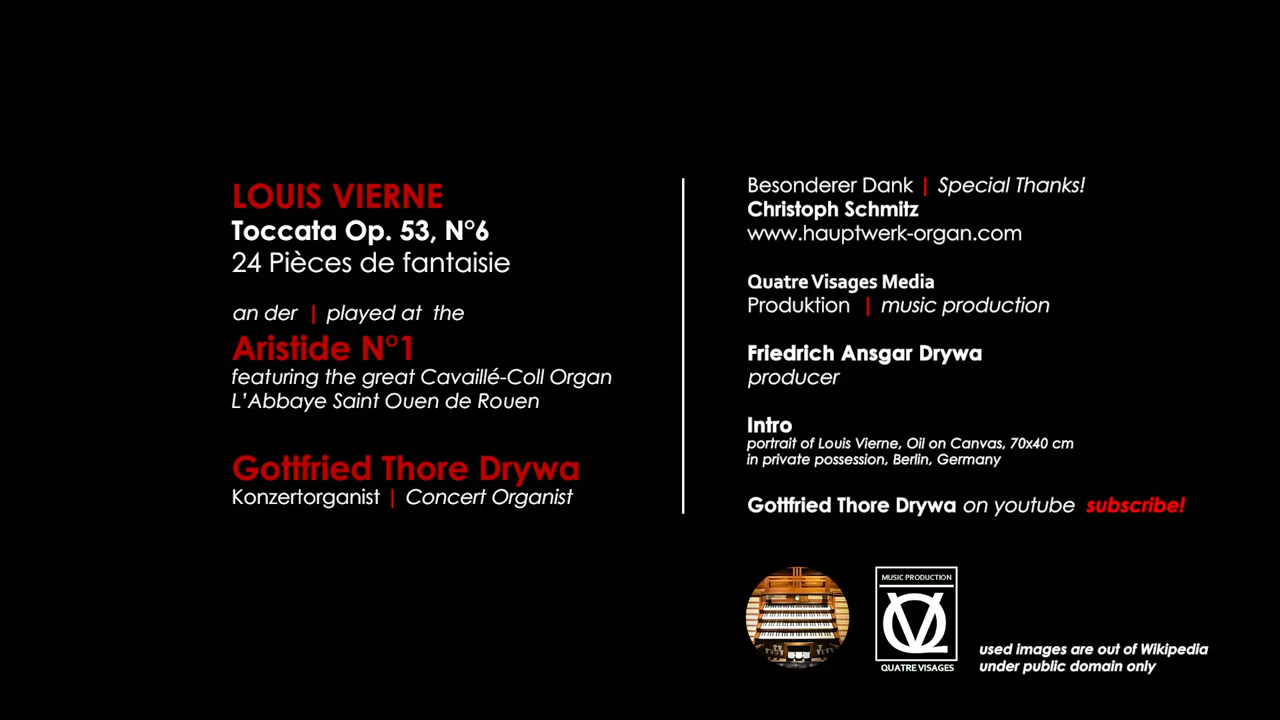 LOUIS VIERNE
Toccata Op. 53, N°6
24 Pièces de fantaisie
an der | played at the
Aristide N°1
featuring the great Cavaillé-Coll Organ
L'Abbaye Saint Ouen de Rouen
Gottfried Thore Drywa
Konzertorganist | Concert Organist
Besonderer Dank | Special Thanks!
Christoph Schmitz
www.hauptwerk-organ.com
Quatre Visages Media
Produktion | music production
Friedrich Ansgar Drywa
producer
Intro
portrait of Louis Vierne, Oil on Canvas, 70x40 cm
in private possession, Berlin, Germany
Gottfried Thore Drywa on youtube subscribe!
MUSIC PRODUCTION
QV
QUATRE VISAGES
used images are out of Wikipedia
under public domain only